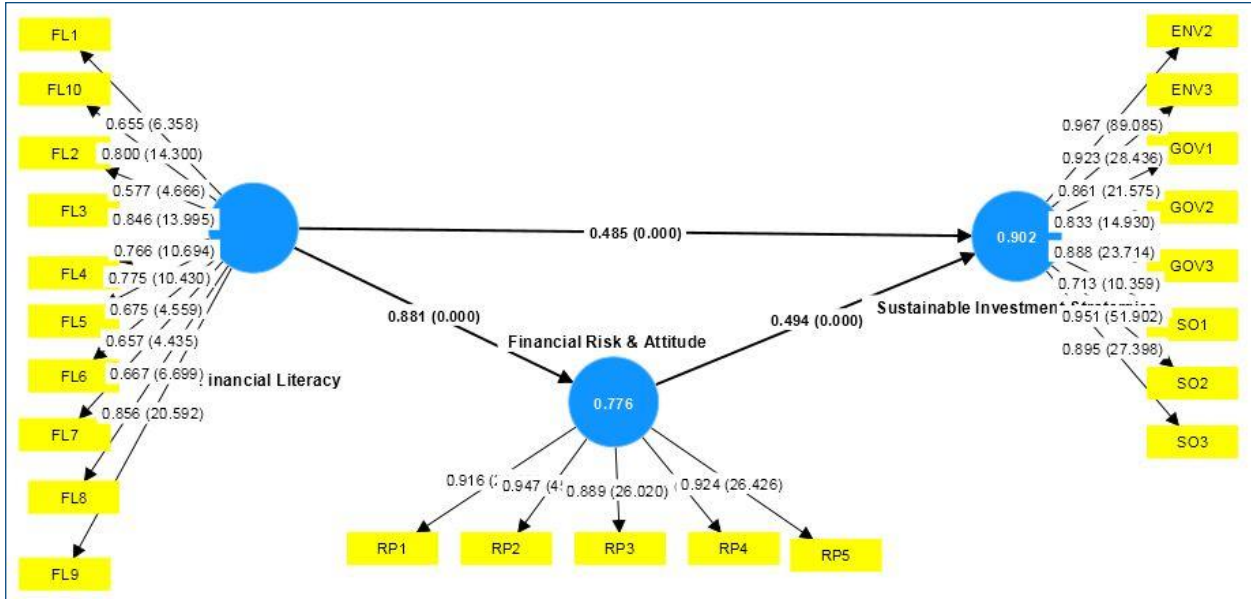 FL1
FL10
FL2
FL3
FL4
FL5
FL6
FL7
FL8
FL9
0.655 (6.358)
0.800 (14.300)
0.577 (4.666)
0.846 (13.995)
0.766 (10.694)
0.775 (10.430)
0.675 (4.559)
0.657 (4.435)
0.667 (6.699)
0.856 (20.592)
Financial Literacy
0.485 (0.000)
0.881 (0.000)
0.494 (0.000)
Financial Risk & Attitude
0.776
0.916
0.947
0.889 (26.020)
0.924 (26.426)
RP1
RP2
RP3
RP4
RP5
0.902
Sustainable Investment Strategies
0.967 (89.085)
0.923 (28.436)
0.861 (21.575)
0.833 (14.930)
0.888 (23.714)
0.713 (10.359)
0.951 (51.902)
0.895 (27.398)
ENV2
ENV3
GOV1
GOV2
GOV3
SO1
SO2
SO3